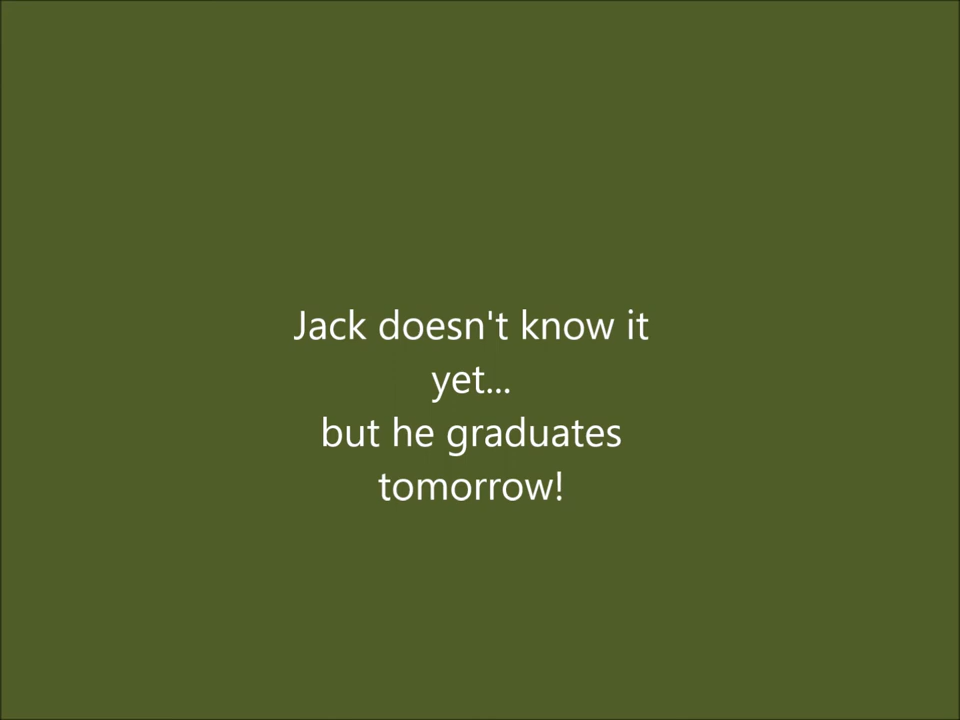 Jack doesn't know it
yet...
but he graduates
tomorrow!